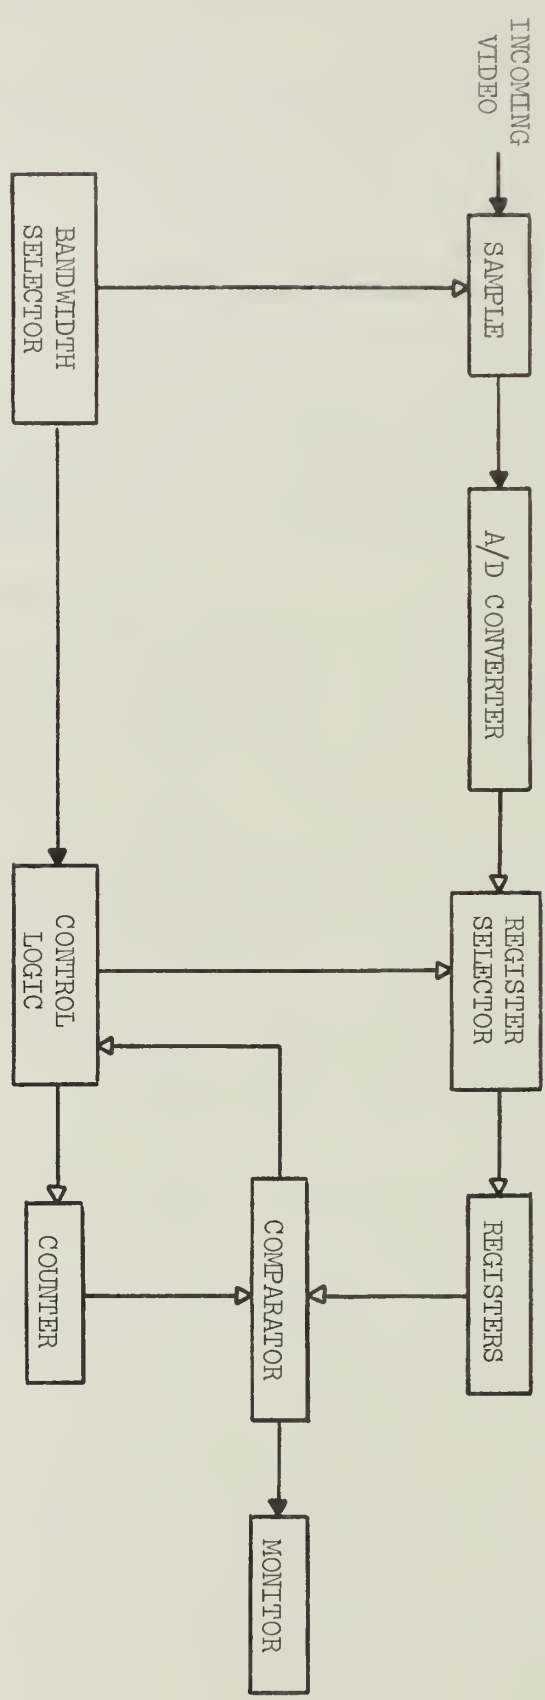 INCOMING
VIDEO
SAMPLE
A/D CONVERTER
REGISTER
SELECTOR
REGISTERS
COMPARATOR
MONITOR
BANDWIDTH
SELECTOR
CONTROL
LOGIC
COUNTER